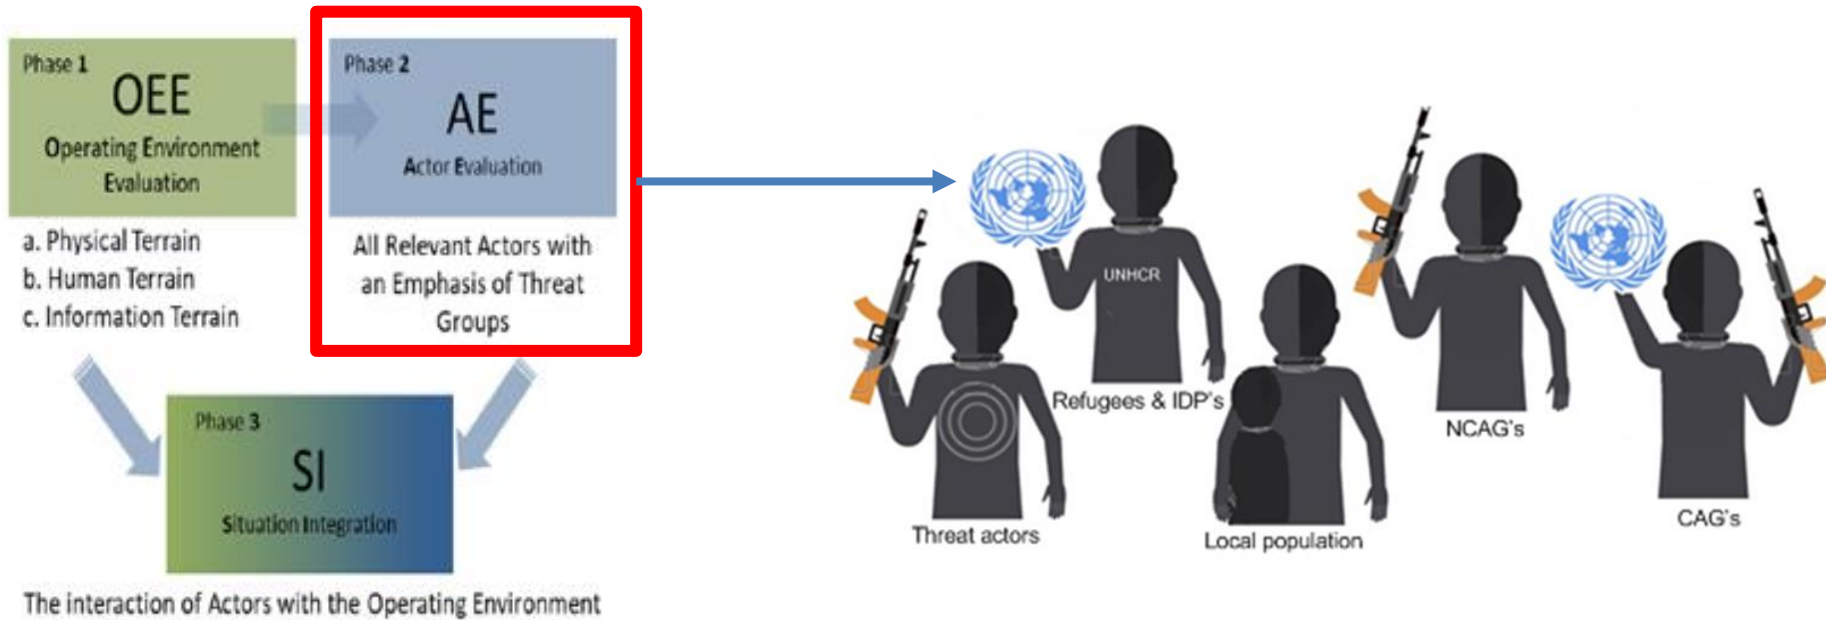 Phase 1
OEE
Operating Environment
Evaluation
a. Physical Terrain
b. Human Terrain
c. Information Terrain
Phase 2
AE
Actor Evaluation
All Relevant Actors with
an Emphasis of Threat
Groups
Phase 3
SI
Situation Integration
The interaction of Actors with the Operating Environment
UNHCR
Refugees & IDP's
Threat actors
Local population
NCAG's
CAG's